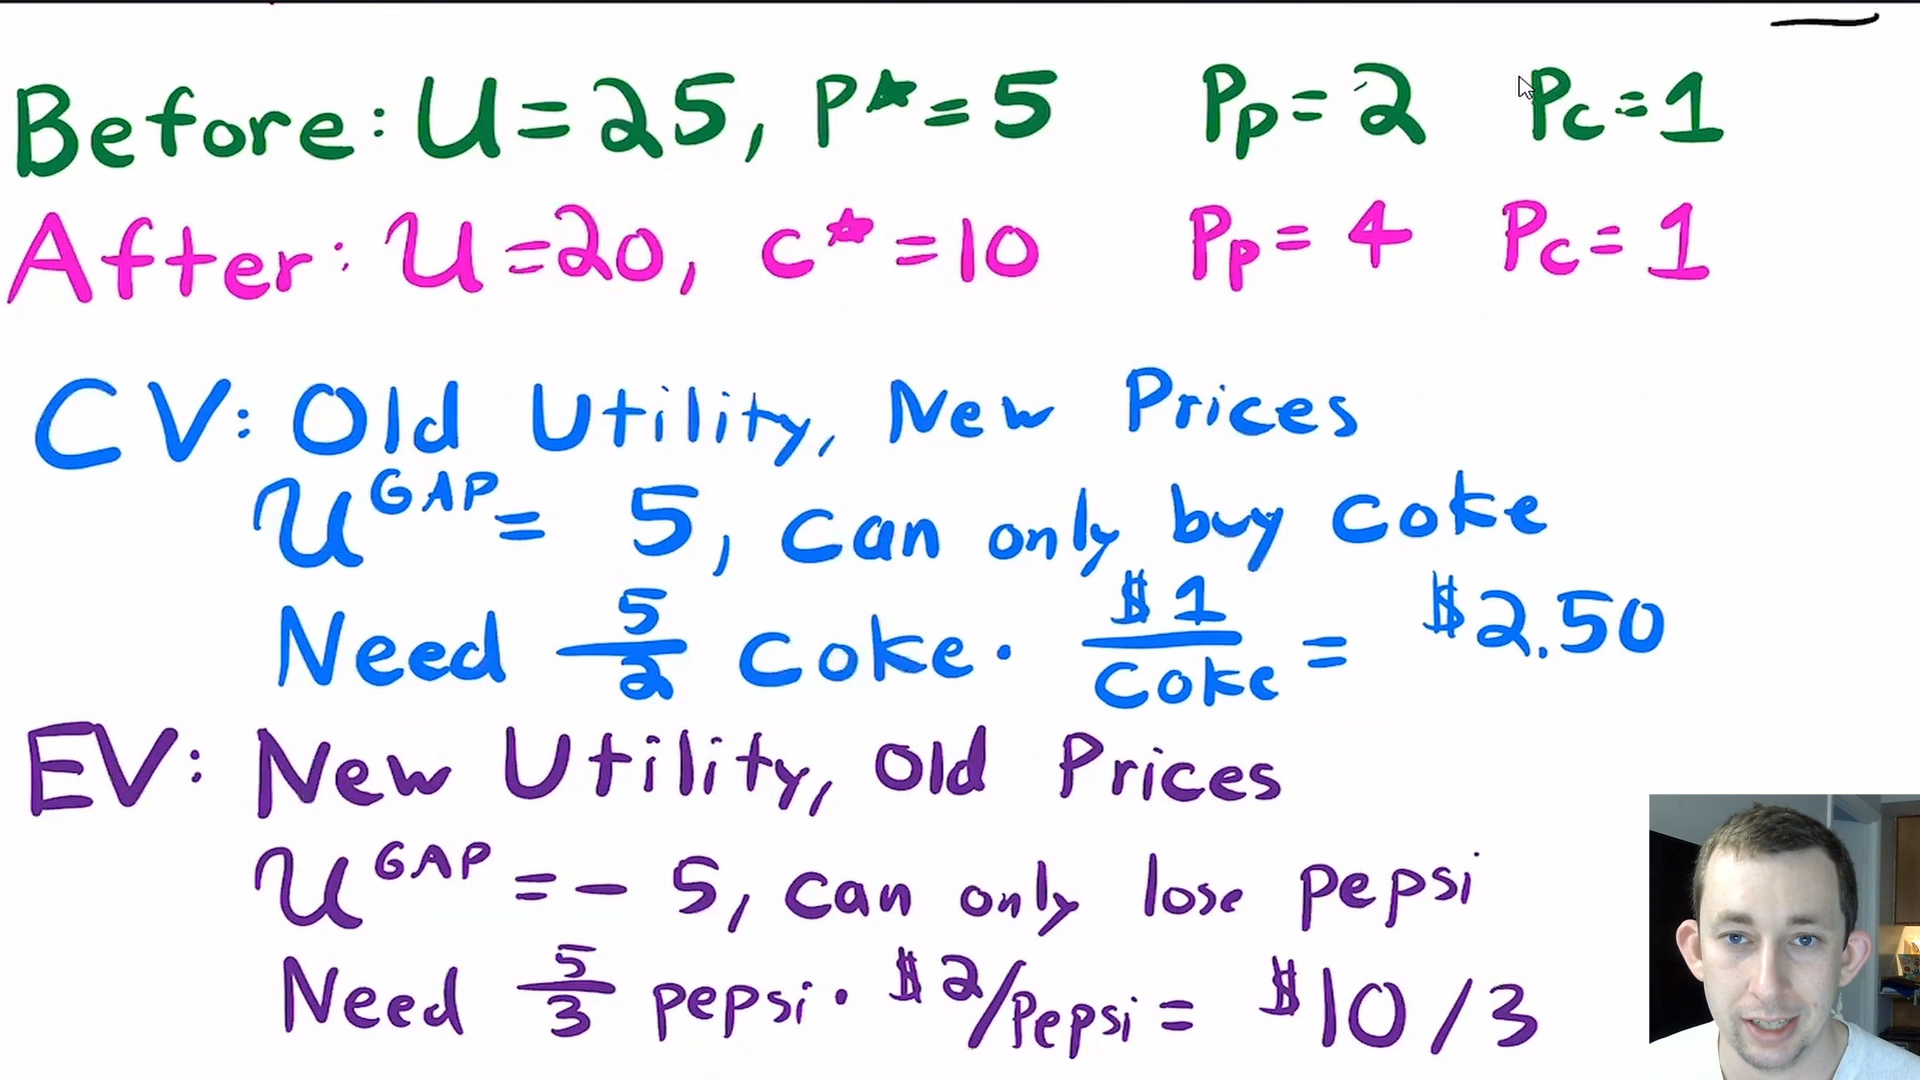 Before: U=25, P*=5 Pp=2 Pc=1
After: U=20, C*=10 Pp=4 Pc=1
CV: Old Utility, New Prices
U^GAP = 5, can only buy coke
Need 5/2 coke · $1/coke = $2.50
EV: New Utility, Old Prices
U^GAP = -5, can only lose pepsi
Need 5/3 pepsi · $2/pepsi = $10/3